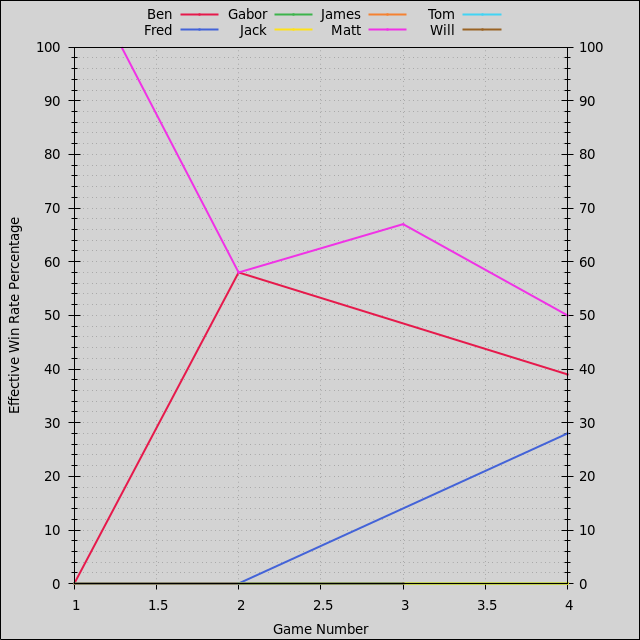 Ben Gabor James Tom
Fred Jack Matt Will
100 100
90 90
80 80
70 70
60 60
50 50
40 40
30 30
20 20
10 10
0 0
1 1.5 2 2.5 3 3.5 4
Effective Win Rate Percentage
Game Number